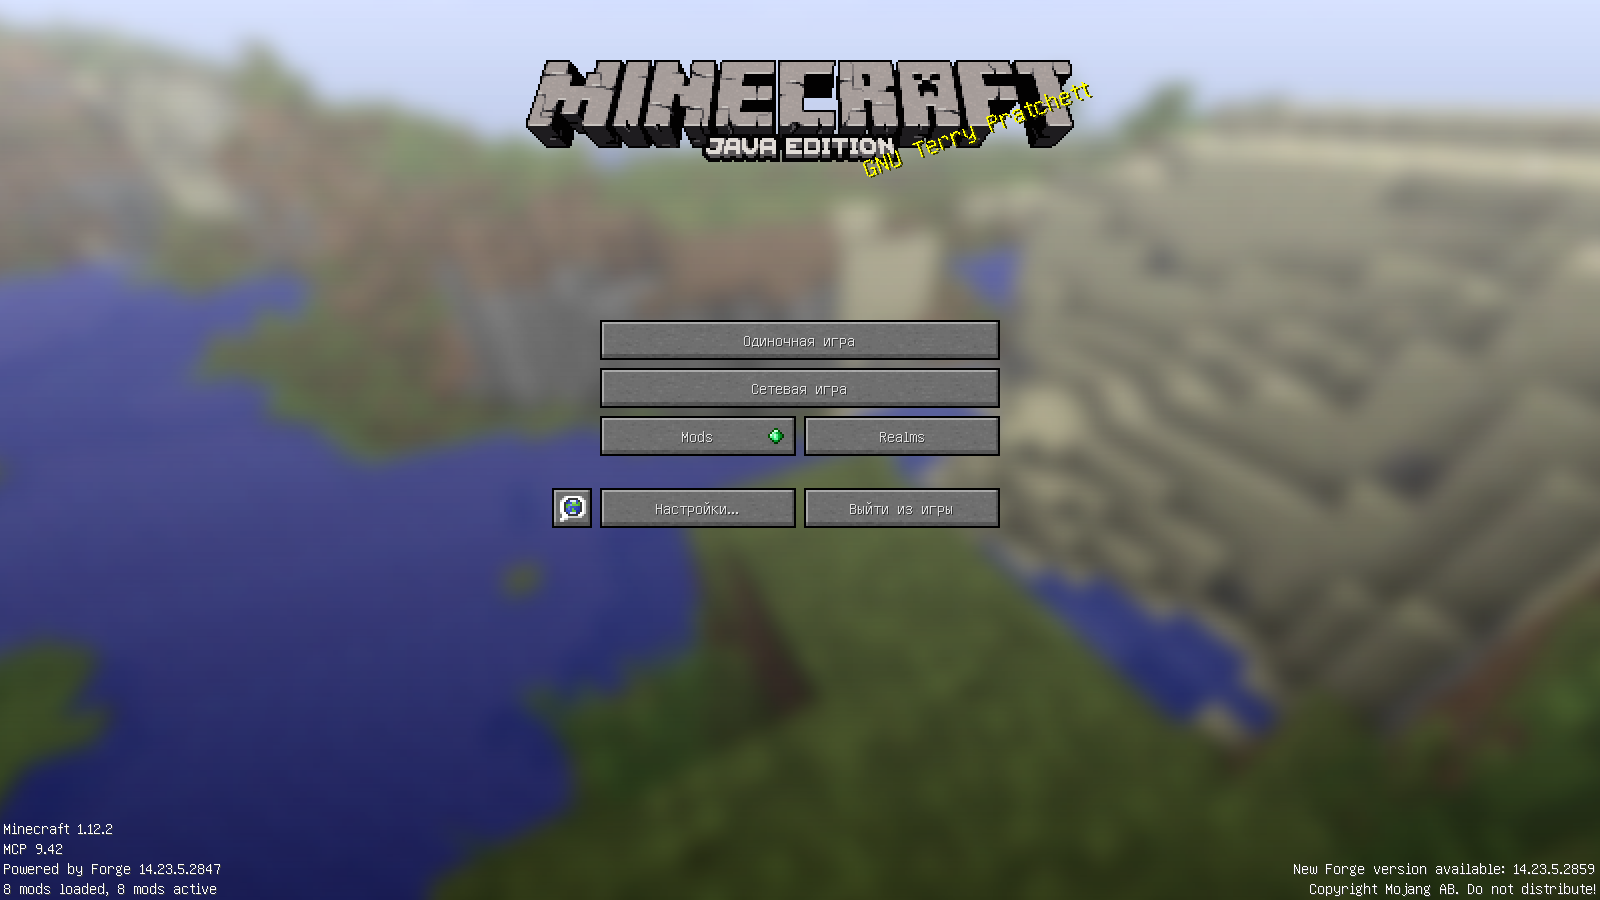 MINECRAFT
JAVA EDITION
GNU Terry Pratchett
Одиночная игра
Сетевая игра
Mods
Realms
Настройки...
Выйти из игры
Minecraft 1.12.2
MCP 9.42
Powered by Forge 14.23.5.2847
8 mods loaded, 8 mods active
New Forge version available: 14.23.5.2859
Copyright Mojang AB. Do not distribute!